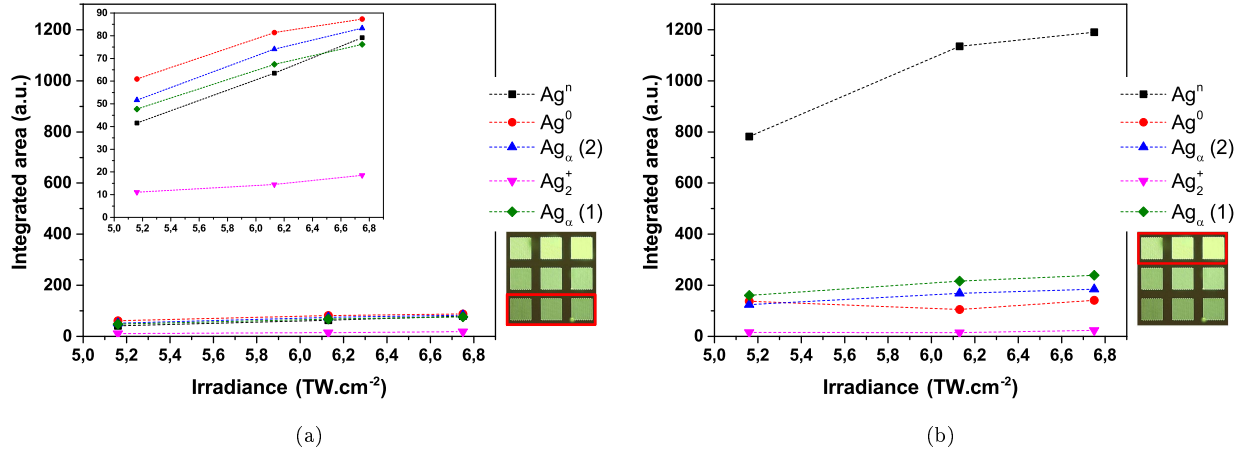 1200
1000
800
600
400
200
0
Integrated area (a.u.)
90
80
70
60
50
40
30
20
10
0
5,0 5,2 5,4 5,6 5,8 6,0 6,2 6,4 6,6 6,8
5,0 5,2 5,4 5,6 5,8 6,0 6,2 6,4 6,6 6,8
Irradiance (TW.cm⁻²)
Agⁿ
Ag⁰
Agα (2)
Ag₂⁺
Agα (1)
(a)
1200
1000
800
600
400
200
0
Integrated area (a.u.)
5,0 5,2 5,4 5,6 5,8 6,0 6,2 6,4 6,6 6,8
Irradiance (TW.cm⁻²)
Agⁿ
Ag⁰
Agα (2)
Ag₂⁺
Agα (1)
(b)